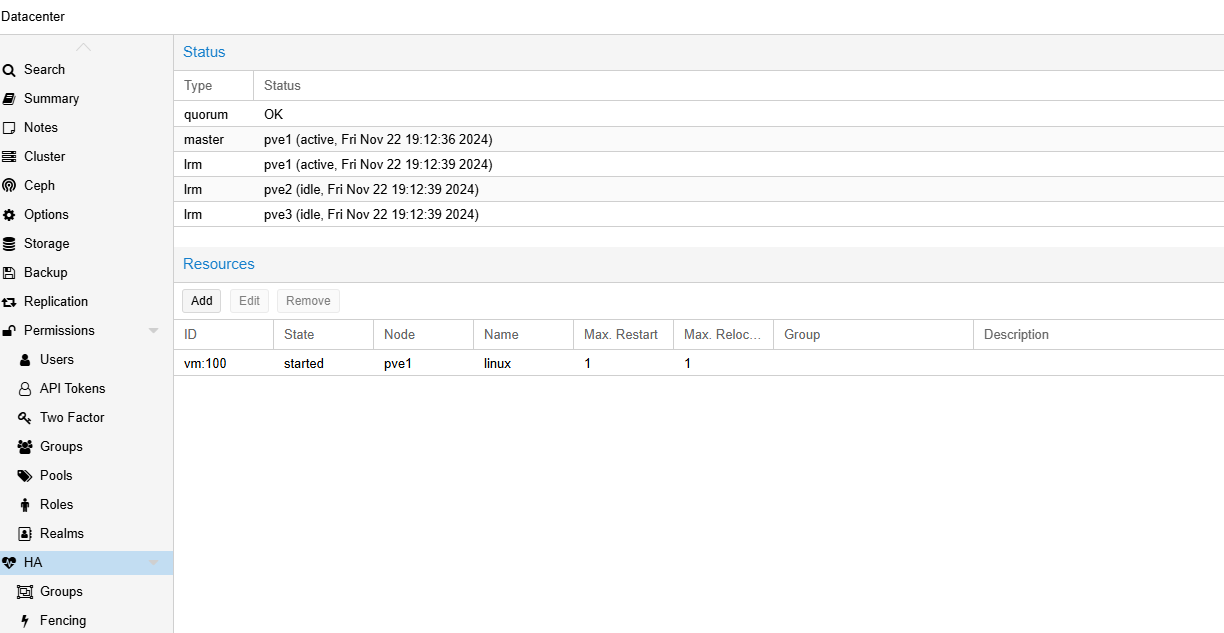 Datacenter
Search
Summary
Notes
Cluster
Ceph
Options
Storage
Backup
Replication
Permissions
Users
API Tokens
Two Factor
Groups
Pools
Roles
Realms
HA
Groups
Fencing
Status
Type Status
quorum OK
master pve1 (active, Fri Nov 22 19:12:36 2024)
lrm pve1 (active, Fri Nov 22 19:12:39 2024)
lrm pve2 (idle, Fri Nov 22 19:12:39 2024)
lrm pve3 (idle, Fri Nov 22 19:12:39 2024)
Resources
Add Edit Remove
ID State Node Name Max. Restart Max. Reloc... Group Description
vm:100 started pve1 linux 1 1